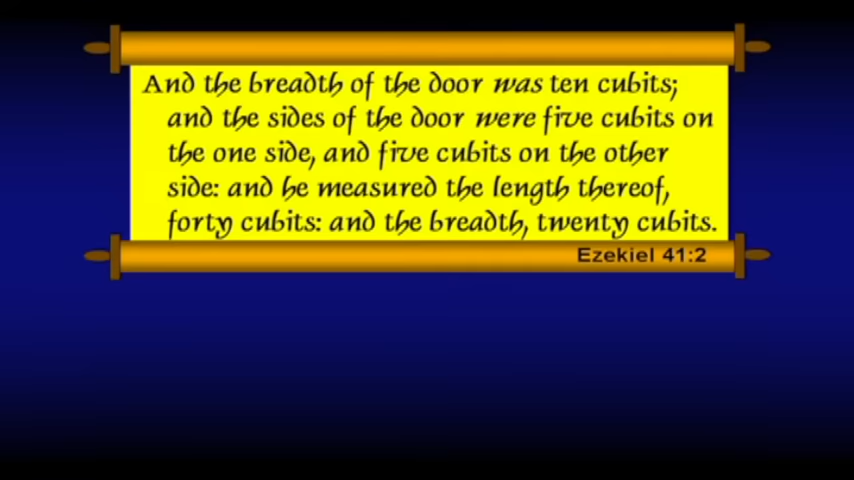 And the breadth of the door was ten cubits;
and the sides of the door were five cubits on
the one side, and five cubits on the other
side: and he measured the length thereof,
forty cubits: and the breadth, twenty cubits.
Ezekiel 41:2